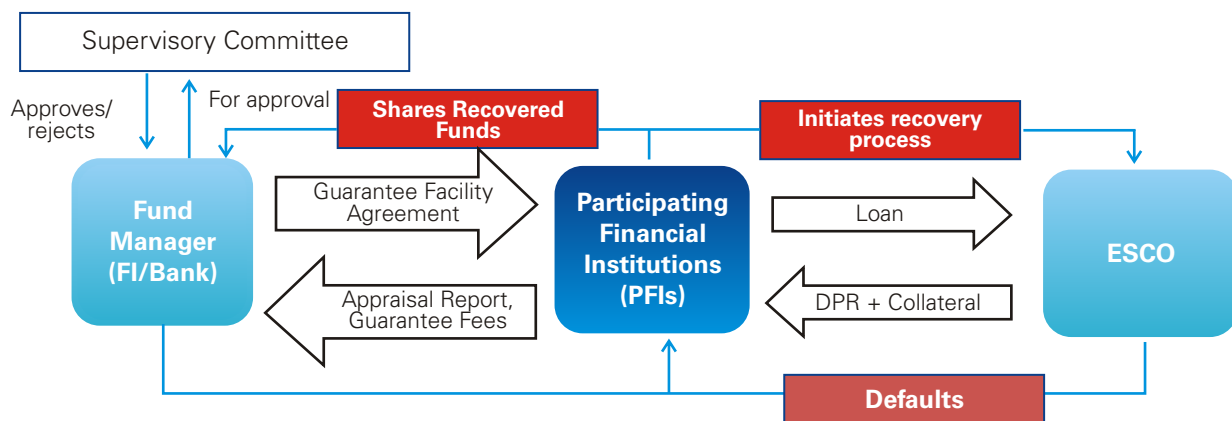 Supervisory Committee
Approves/
rejects
For approval
Shares Recovered
Funds
Initiates recovery
process
Fund
Manager
(FI/Bank)
Guarantee Facility
Agreement
Appraisal Report,
Guarantee Fees
Participating
Financial
Institutions
(PFIs)
Loan
DPR + Collateral
ESCO
Defaults